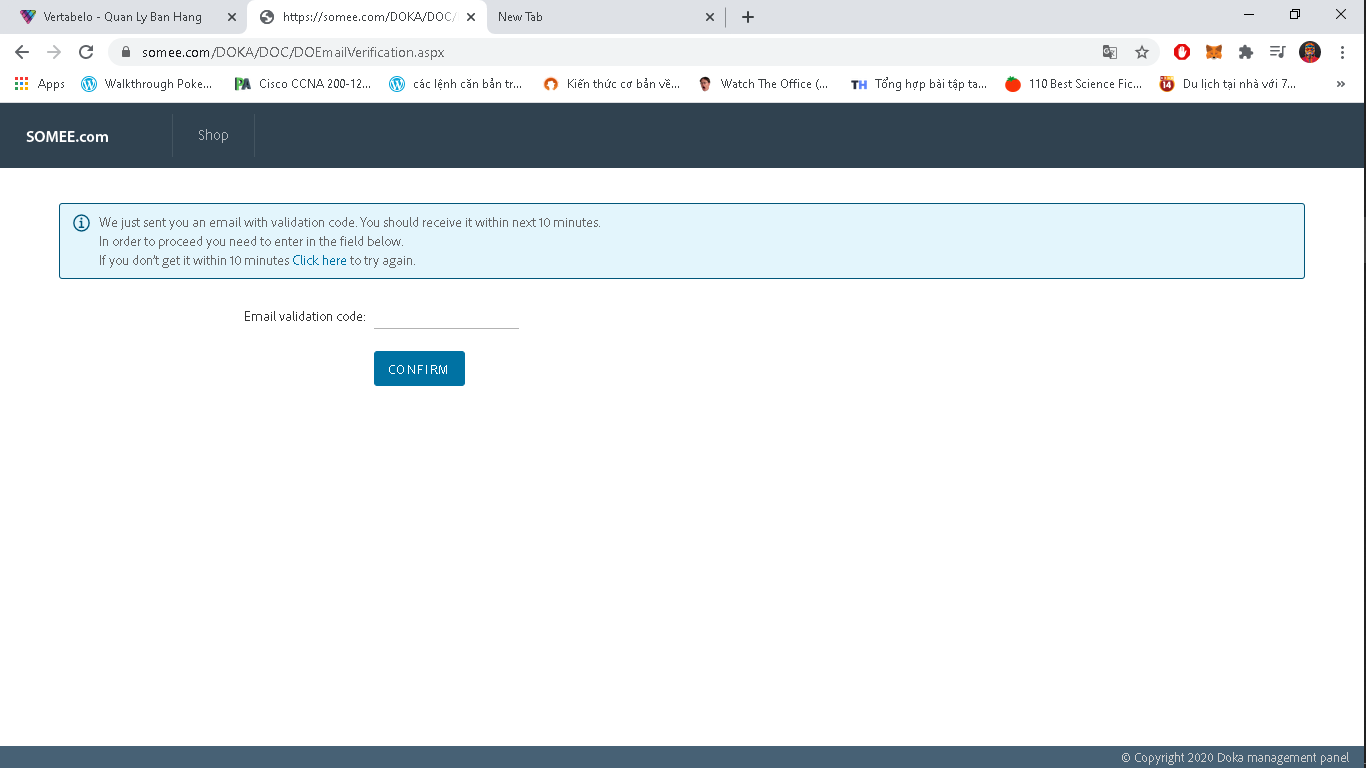 Vertabelo - Quan Ly Ban Hang
https://somee.com/DOKA/DOC/
New Tab
somee.com/DOKA/DOC/DOEmailVerification.aspx
Apps
Walkthrough Poke...
Cisco CCNA 200-12...
các lệnh căn bản tr...
Kiến thức cơ bản về...
Watch The Office (...
TH Tổng hợp bài tập ta...
110 Best Science Fic...
14 Du lịch tại nhà với 7...
SOMEE.com
Shop
We just sent you an email with validation code. You should receive it within next 10 minutes.
In order to proceed you need to enter in the field below.
If you don't get it within 10 minutes Click here to try again.
Email validation code:
CONFIRM
© Copyright 2020 Doka management panel